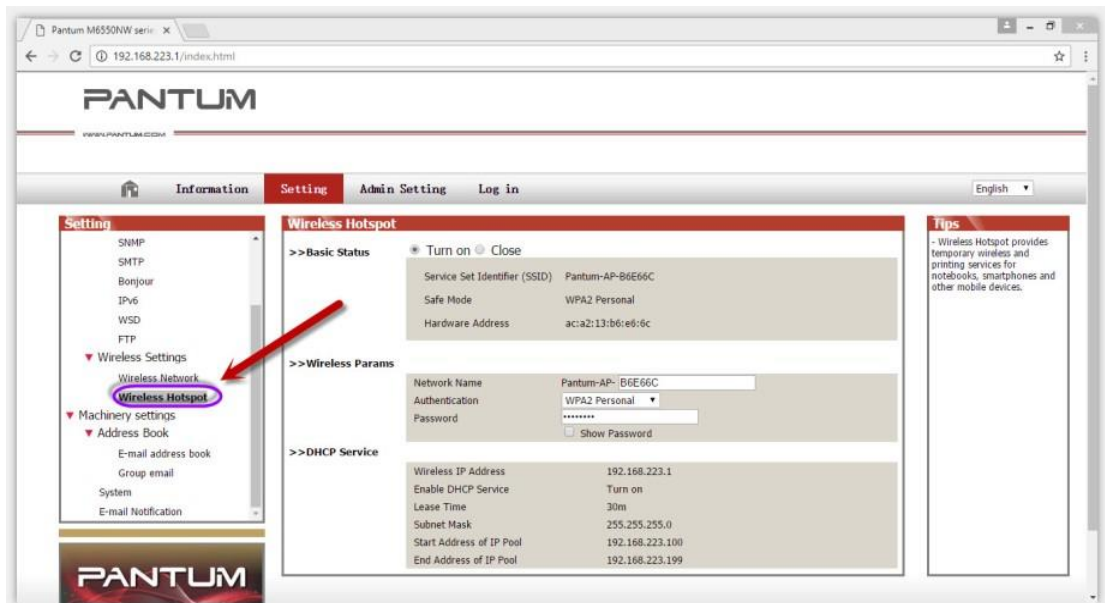 Pantum M6550NW serie
192.168.223.1/index.html
PANTUM
WWW.PANTUM.COM
Information Setting Admin Setting Log in English
Setting
SNMP
SMTP
Bonjour
IPv6
WSD
FTP
Wireless Settings
Wireless Network
Wireless Hotspot
Machinery settings
Address Book
E-mail address book
Group email
System
E-mail Notification
PANTUM
Wireless Hotspot
>>Basic Status Turn on Close
Service Set Identifier (SSID) Pantum-AP-B6E66C
Safe Mode WPA2 Personal
Hardware Address ac:a2:13:b6:e6:6c
>>Wireless Params
Network Name Pantum-AP- B6E66C
Authentication WPA2 Personal
Password ••••••••
Show Password
>>DHCP Service
Wireless IP Address 192.168.223.1
Enable DHCP Service Turn on
Lease Time 30m
Subnet Mask 255.255.255.0
Start Address of IP Pool 192.168.223.100
End Address of IP Pool 192.168.223.199
Tips
- Wireless Hotspot provides
temporary wireless and
printing services for
notebooks, smartphones and
other mobile devices.